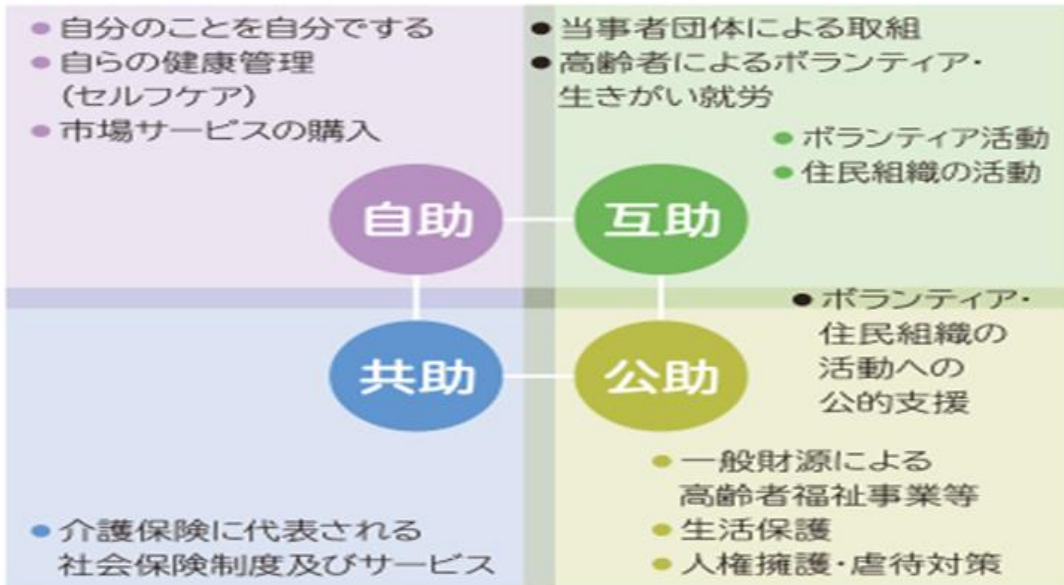 ● 自分のことを自分でする
● 自らの健康管理
(セルフケア)
● 市場サービスの購入
● 当事者団体による取組
● 高齢者によるボランティア・
生きがい就労
● ボランティア活動
● 住民組織の活動
自助
互助
共助
公助
● ボランティア・
住民組織の
活動への
公的支援
● 一般財源による
高齢者福祉事業等
● 生活保護
● 人権擁護・虐待対策
● 介護保険に代表される
社会保険制度及びサービス